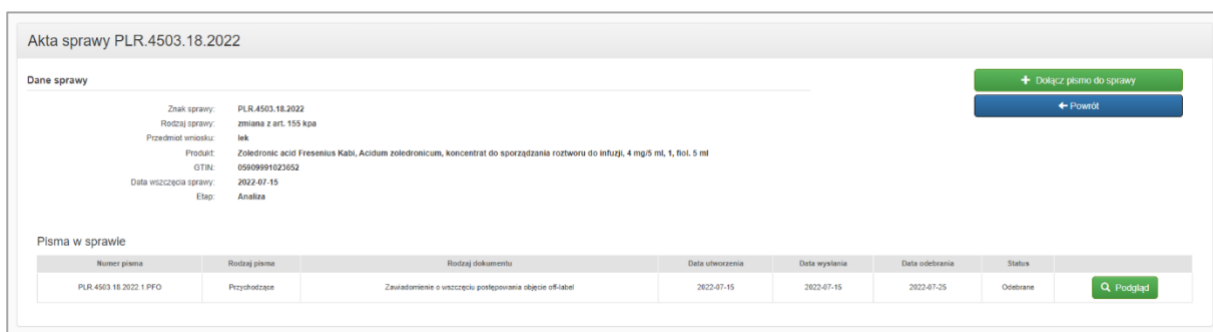 Akta sprawy PLR.4503.18.2022
Dane sprawy
+ Dołącz pismo do sprawy
← Powrót
Znak sprawy: PLR.4503.18.2022
Rodzaj sprawy: zmiana z art. 155 kpa
Przedmiot wniosku: lek
Produkt: Zoledronic acid Fresenius Kabi, Acidum zoledronicum, koncentrat do sporządzania roztworu do infuzji, 4 mg/5 ml, 1, fiol. 5 ml
GTIN: 05909991023652
Data wszczęcia sprawy: 2022-07-15
Etap: Analiza
Pisma w sprawie
Numer pisma Rodzaj pisma Rodzaj dokumentu Data utworzenia Data wysłania Data odebrania Status
PLR.4503.18.2022.1.PFO Przychodzące Zawiadomienie o wszczęciu postępowania objęcie off-label 2022-07-15 2022-07-15 2022-07-25 Odebrane Podgląd